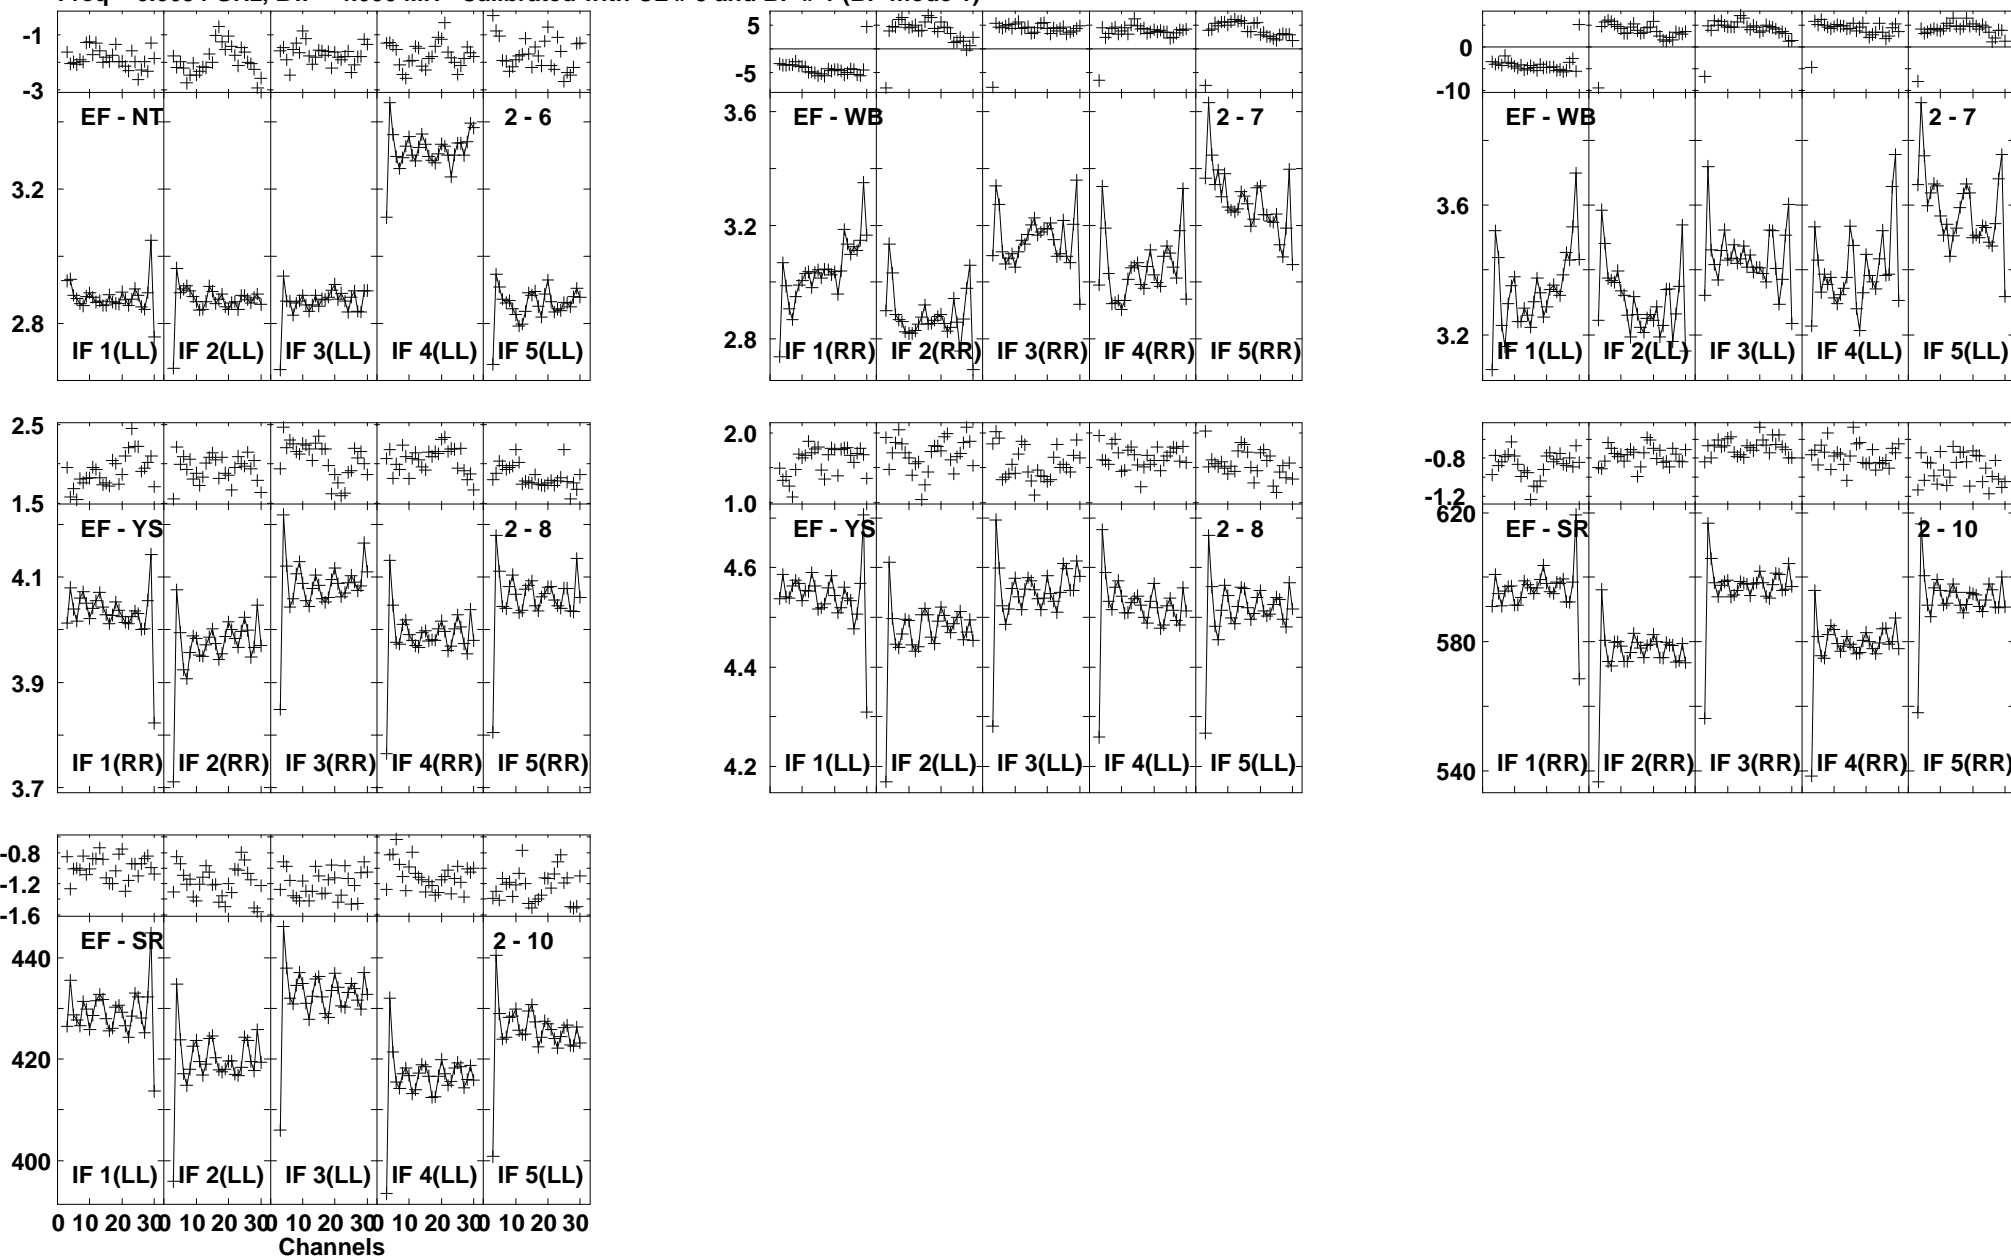 -1
-3
EF - NT 2 - 6
3.2
2.8
IF 1(LL) IF 2(LL) IF 3(LL) IF 4(LL) IF 5(LL)
5
-5
EF - WB 2 - 7
3.6
3.2
2.8
IF 1(RR) IF 2(RR) IF 3(RR) IF 4(RR) IF 5(RR)
0
-10
EF - WB 2 - 7
3.6
3.2
IF 1(LL) IF 2(LL) IF 3(LL) IF 4(LL) IF 5(LL)
2.5
1.5
EF - YS 2 - 8
4.1
3.9
3.7
IF 1(RR) IF 2(RR) IF 3(RR) IF 4(RR) IF 5(RR)
2.0
1.0
EF - YS 2 - 8
4.6
4.4
4.2
IF 1(LL) IF 2(LL) IF 3(LL) IF 4(LL) IF 5(LL)
-0.8
-1.2
620
EF - SR 2 - 10
580
540
IF 1(RR) IF 2(RR) IF 3(RR) IF 4(RR) IF 5(RR)
-0.8
-1.2
-1.6
EF - SR 2 - 10
440
420
400
IF 1(LL) IF 2(LL) IF 3(LL) IF 4(LL) IF 5(LL)
0 10 20 30 0 10 20 30 0 10 20 30 0 10 20 30 0 10 20 30
Channels